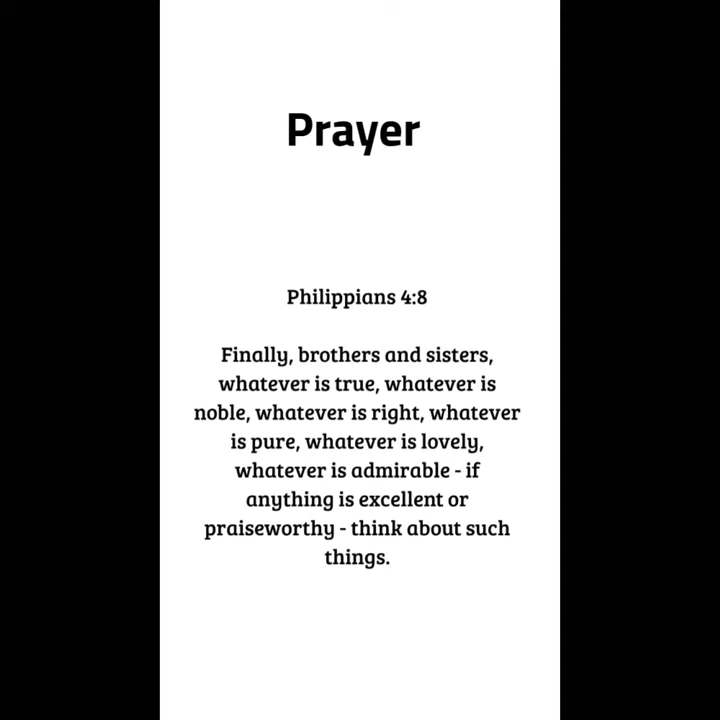 Prayer
Philippians 4:8
Finally, brothers and sisters,
whatever is true, whatever is
noble, whatever is right, whatever
is pure, whatever is lovely,
whatever is admirable - if
anything is excellent or
praiseworthy - think about such
things.